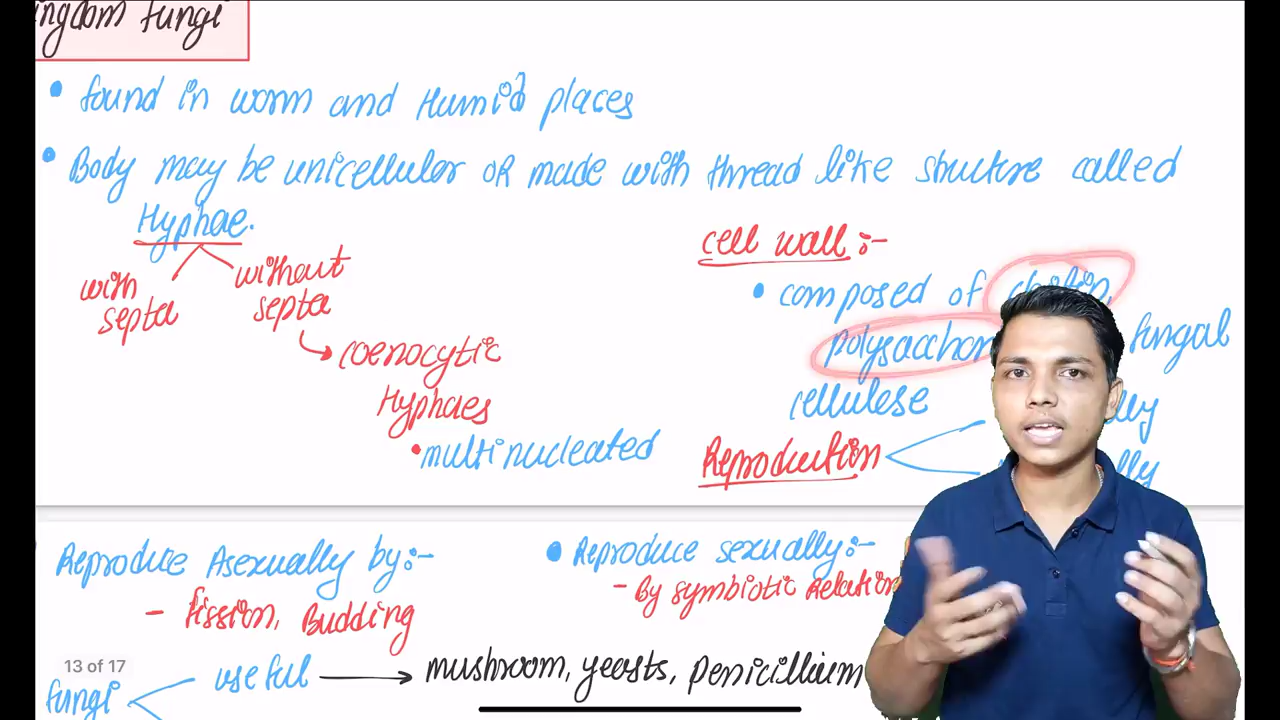 ngdom fungi
• found in worm and Humid places
• Body may be unicellular OR made with thread like structure called
Hyphae.
with septa
without septa
coenocytic
Hyphaes
• multinucleated
cell wall :-
• composed of chitin,
fungal
cellulese
Reproduction
Reproduce Asexually by:-
- fission, Budding
• Reproduce sexually:-
- By symbiotic Relation
13 of 17
fungi
useful
mushroom, yeasts, penicillium